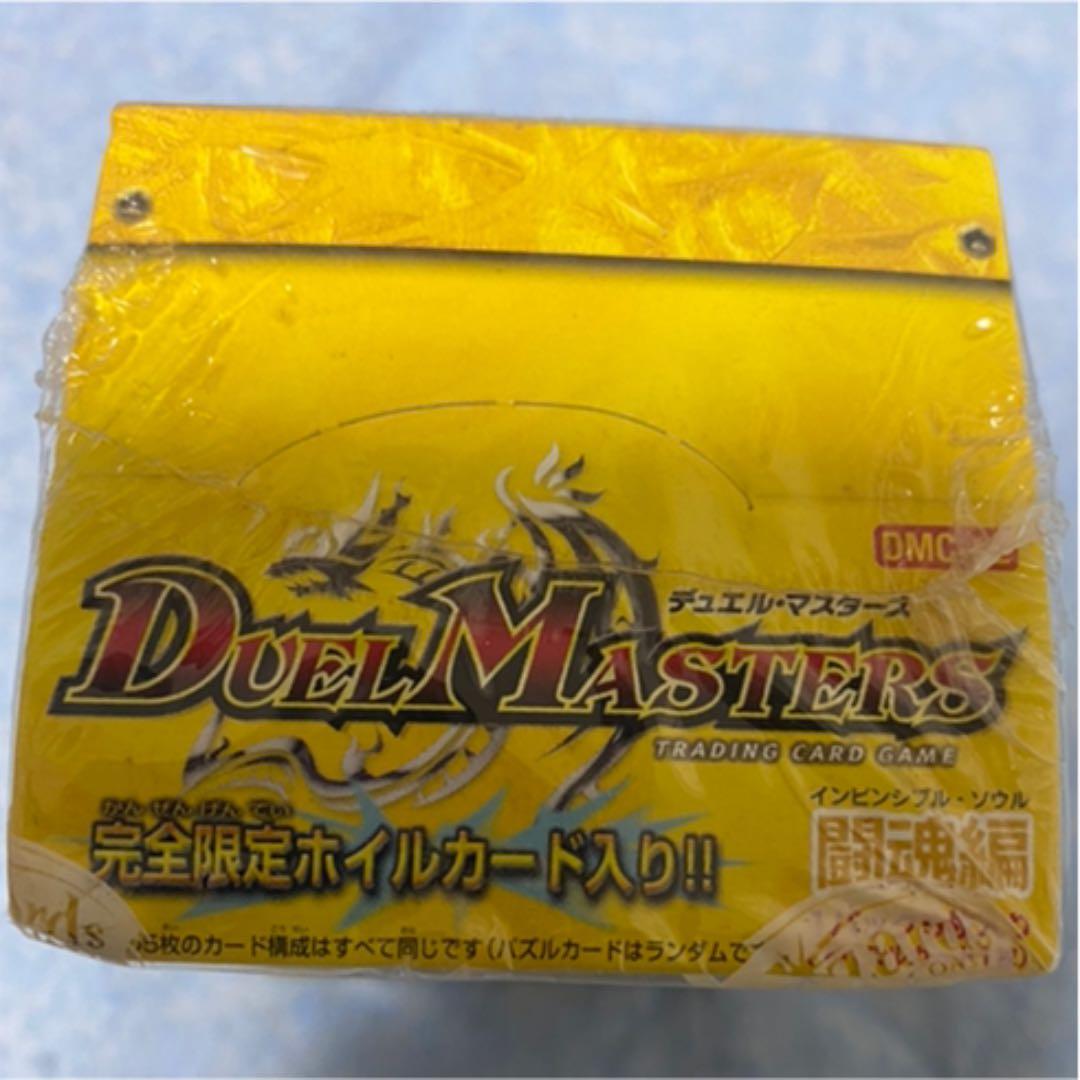 DMC
デュエル・マスターズ
DUEL MASTERS
TRADING CARD GAME
かんぜんげんてい
完全限定ホイルカード入り!!
インビンシブル・ソウル
闘魂編
5枚のカード構成はすべて同じです(パズルカードはランダムで